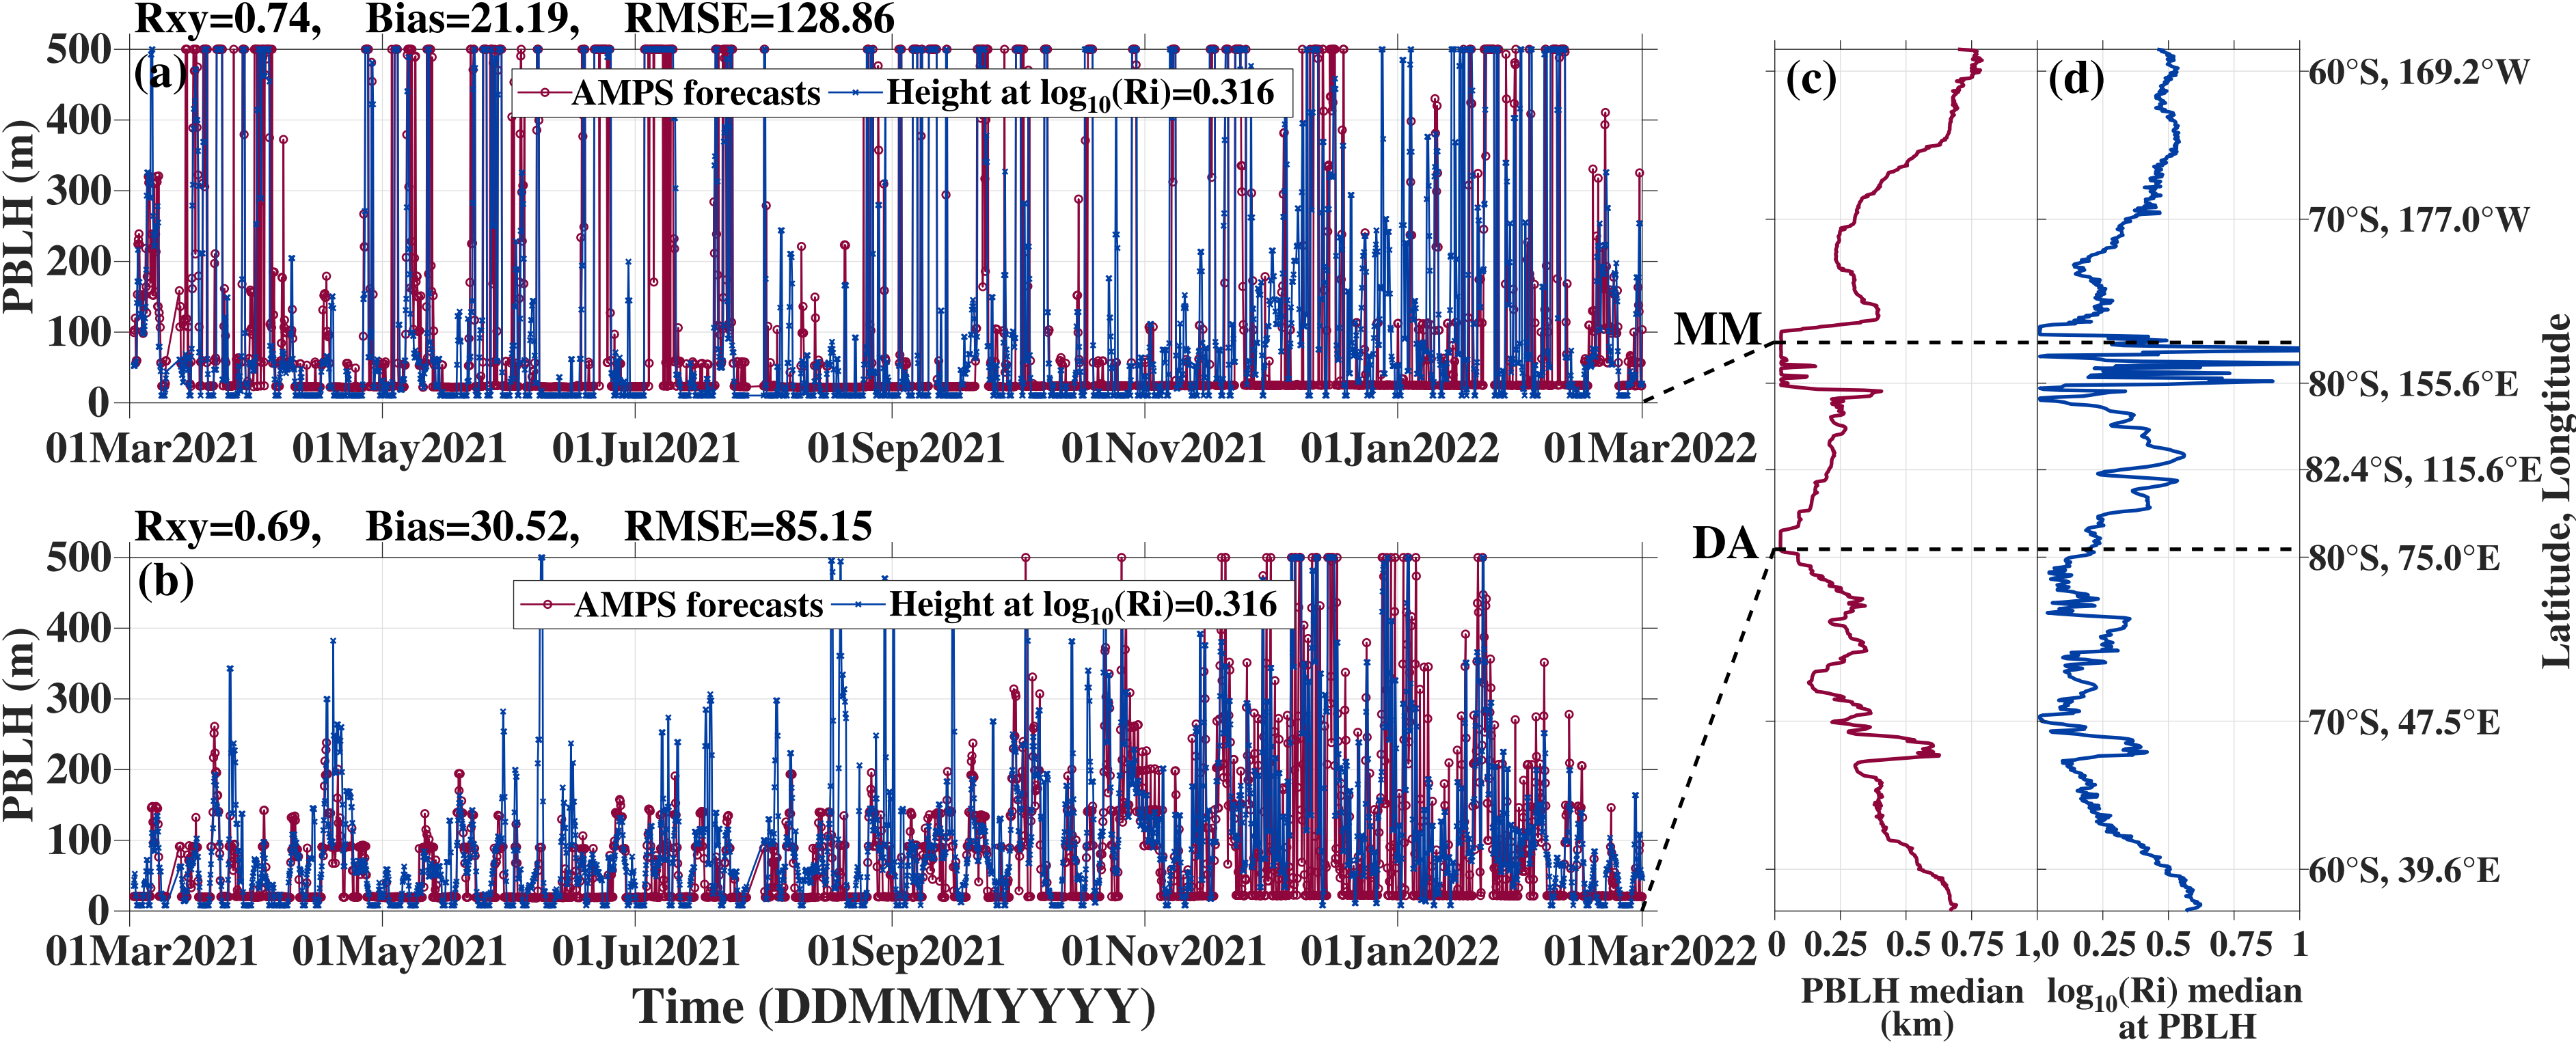 Rxy=0.74, Bias=21.19, RMSE=128.86
(a)
AMPS forecasts Height at log10(Ri)=0.316
PBLH (m)
500
400
300
200
100
0
01Mar2021 01May2021 01Jul2021 01Sep2021 01Nov2021 01Jan2022 01Mar2022
Rxy=0.69, Bias=30.52, RMSE=85.15
(b)
AMPS forecasts Height at log10(Ri)=0.316
PBLH (m)
500
400
300
200
100
0
01Mar2021 01May2021 01Jul2021 01Sep2021 01Nov2021 01Jan2022 01Mar2022
Time (DDMMMYYYY)
(c)
(d)
MM
DA
60°S, 169.2°W
70°S, 177.0°W
80°S, 155.6°E
82.4°S, 115.6°E
80°S, 75.0°E
70°S, 47.5°E
60°S, 39.6°E
Latitude, Longtitude
0 0.25 0.5 0.75 1,0 0.25 0.5 0.75 1
PBLH median
(km)
log10(Ri) median
at PBLH